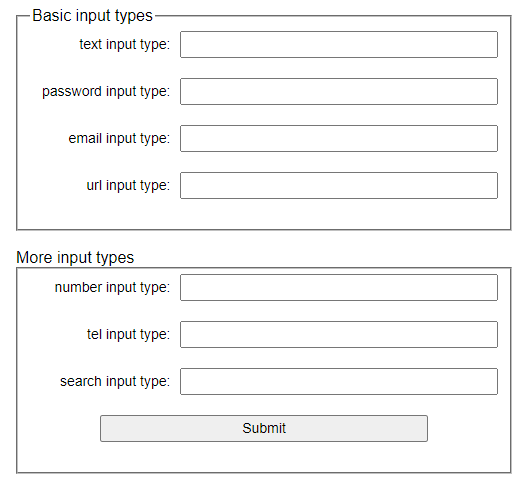 Basic input types
text input type:
password input type:
email input type:
url input type:
More input types
number input type:
tel input type:
search input type:
Submit